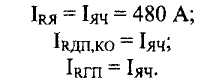 I_RЯ = I_ЯЧ = 480 А;
I_RДП,КО = I_ЯЧ;
I_RГП = I_ЯЧ.